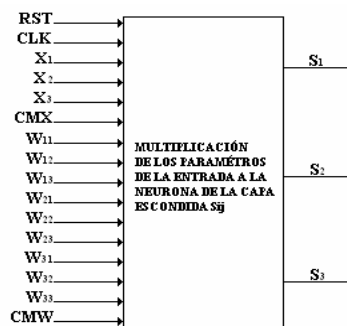 RST
CLK
X1
X2
X3
CMX
W11
W12
W13
W21
W22
W23
W31
W32
W33
CMW
MULTIPLICACIÓN
DE LOS PARAMÉTROS
DE LA ENTRADA A LA
NEURONA DE LA CAPA
ESCONDIDA Sij
S1
S2
S3